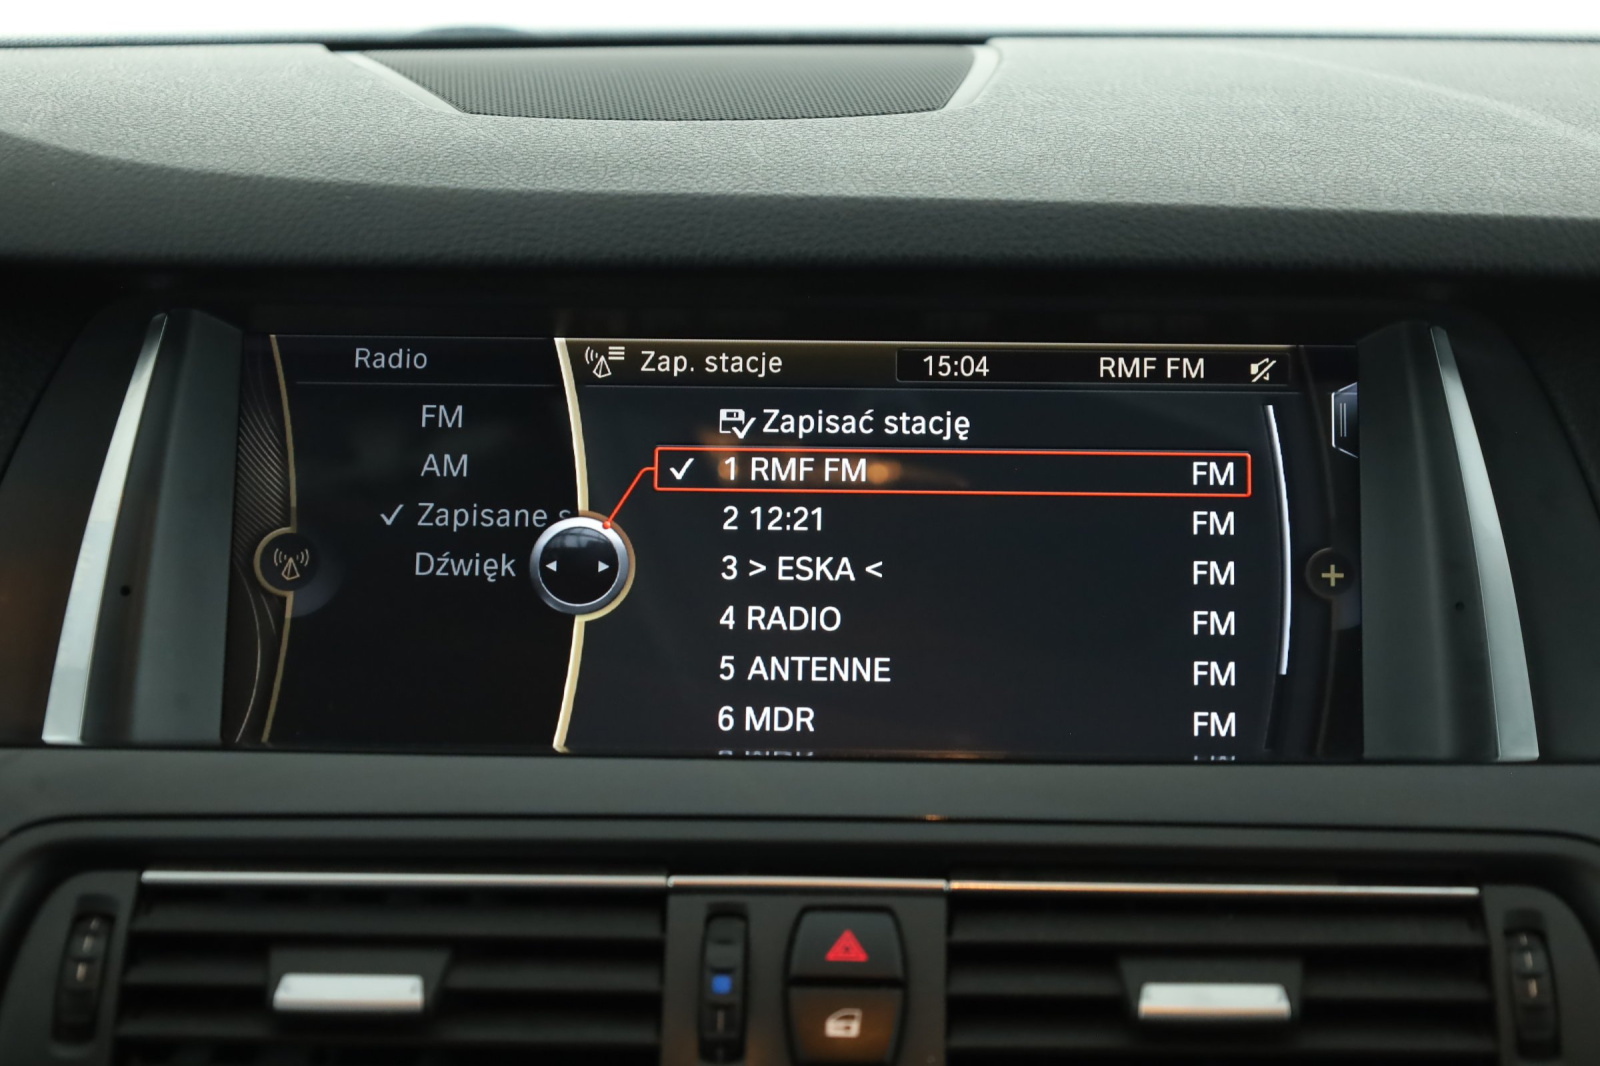 Radio
FM
AM
✓ Zapisane s
Dźwięk
Zap. stacje 15:04 RMF FM
Zapisać stację
✓ 1 RMF FM FM
2 12:21 FM
3 > ESKA < FM
4 RADIO FM
5 ANTENNE FM
6 MDR FM